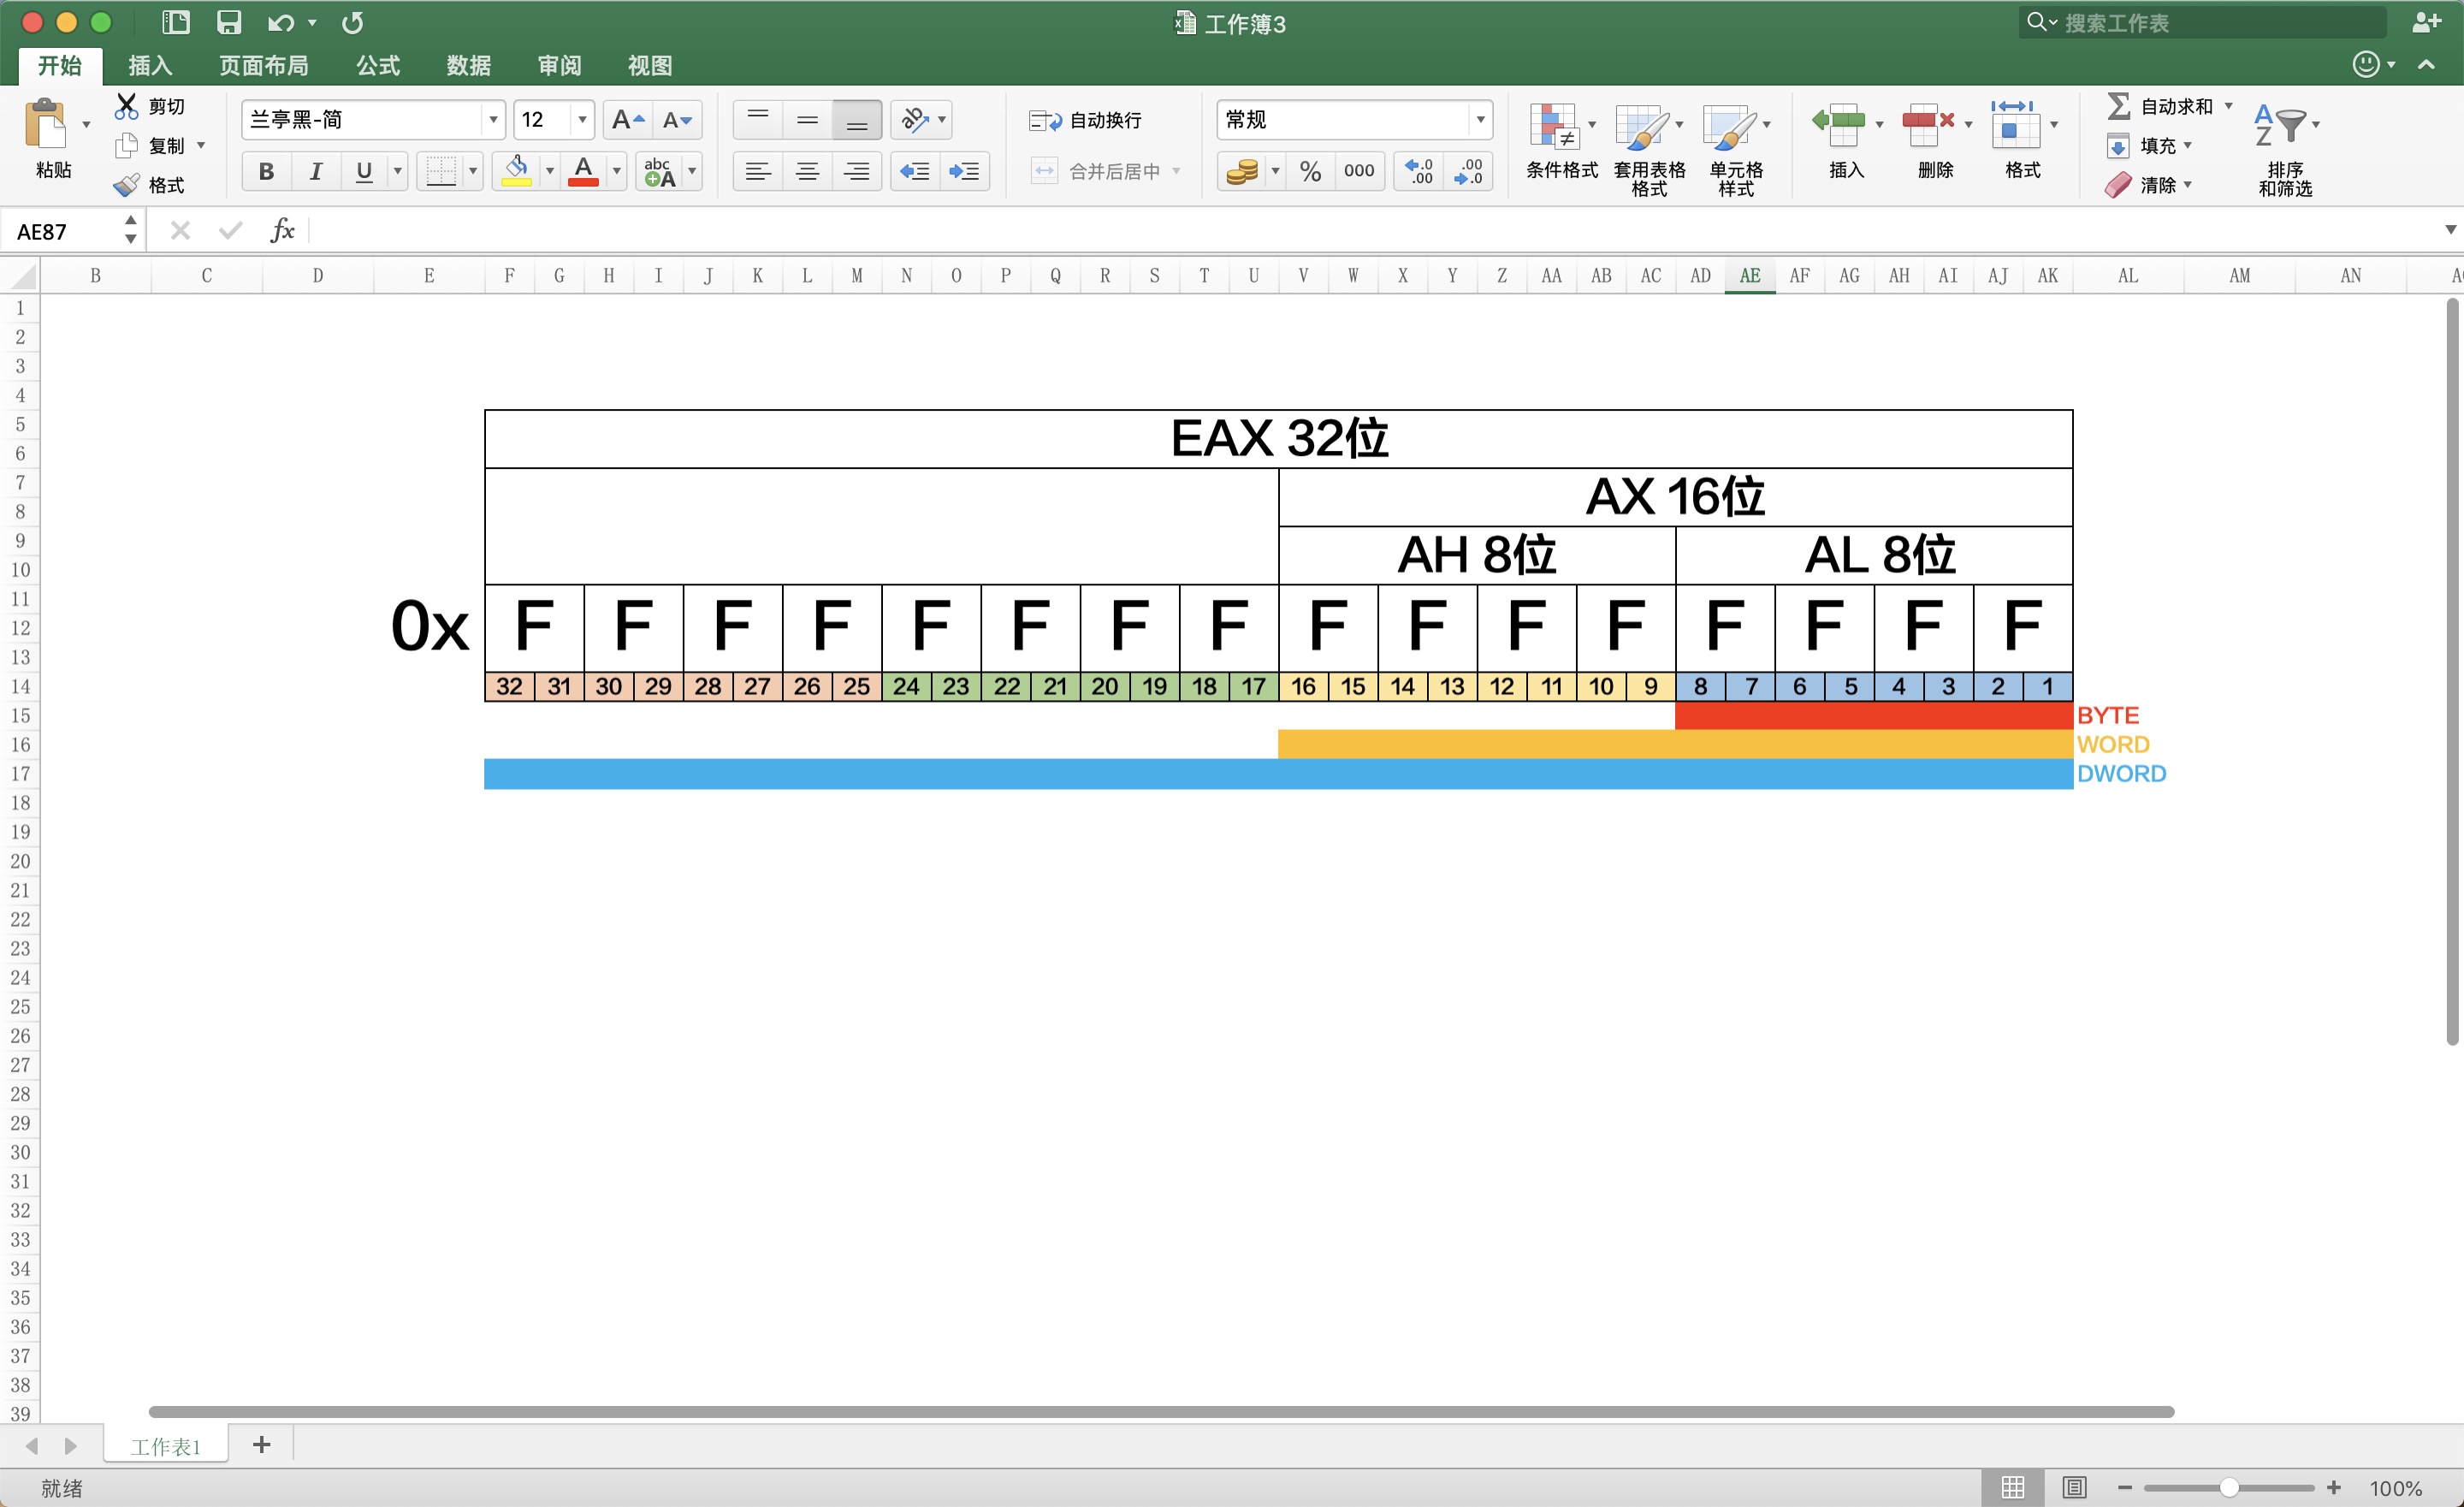 工作簿3
搜索工作表
开始 插入 页面布局 公式 数据 审阅 视图
粘贴
剪切
复制
格式
兰亭黑-简 12 A A
B I U A abc A
ab
自动换行
合并后居中
常规
% 000 .0 .00 .00 .0
条件格式
套用表格
格式
单元格
样式
插入
删除
格式
自动求和
填充
清除
A
Z
排序
和筛选
AE87 fx
B C D E F G H I J K L M N O P Q R S T U V W X Y Z AA AB AC AD AE AF AG AH AI AJ AK AL AM AN
1
2
3
4
5
6
EAX 32位
7
8
AX 16位
9
10
AH 8位 AL 8位
11
12
13
0x F F F F F F F F F F F F F F F F
14 32 31 30 29 28 27 26 25 24 23 22 21 20 19 18 17 16 15 14 13 12 11 10 9 8 7 6 5 4 3 2 1
15 BYTE
16 WORD
17 DWORD
18
19
20
21
22
23
24
25
26
27
28
29
30
31
32
33
34
35
36
37
38
39
工作表1 +
就绪
100%